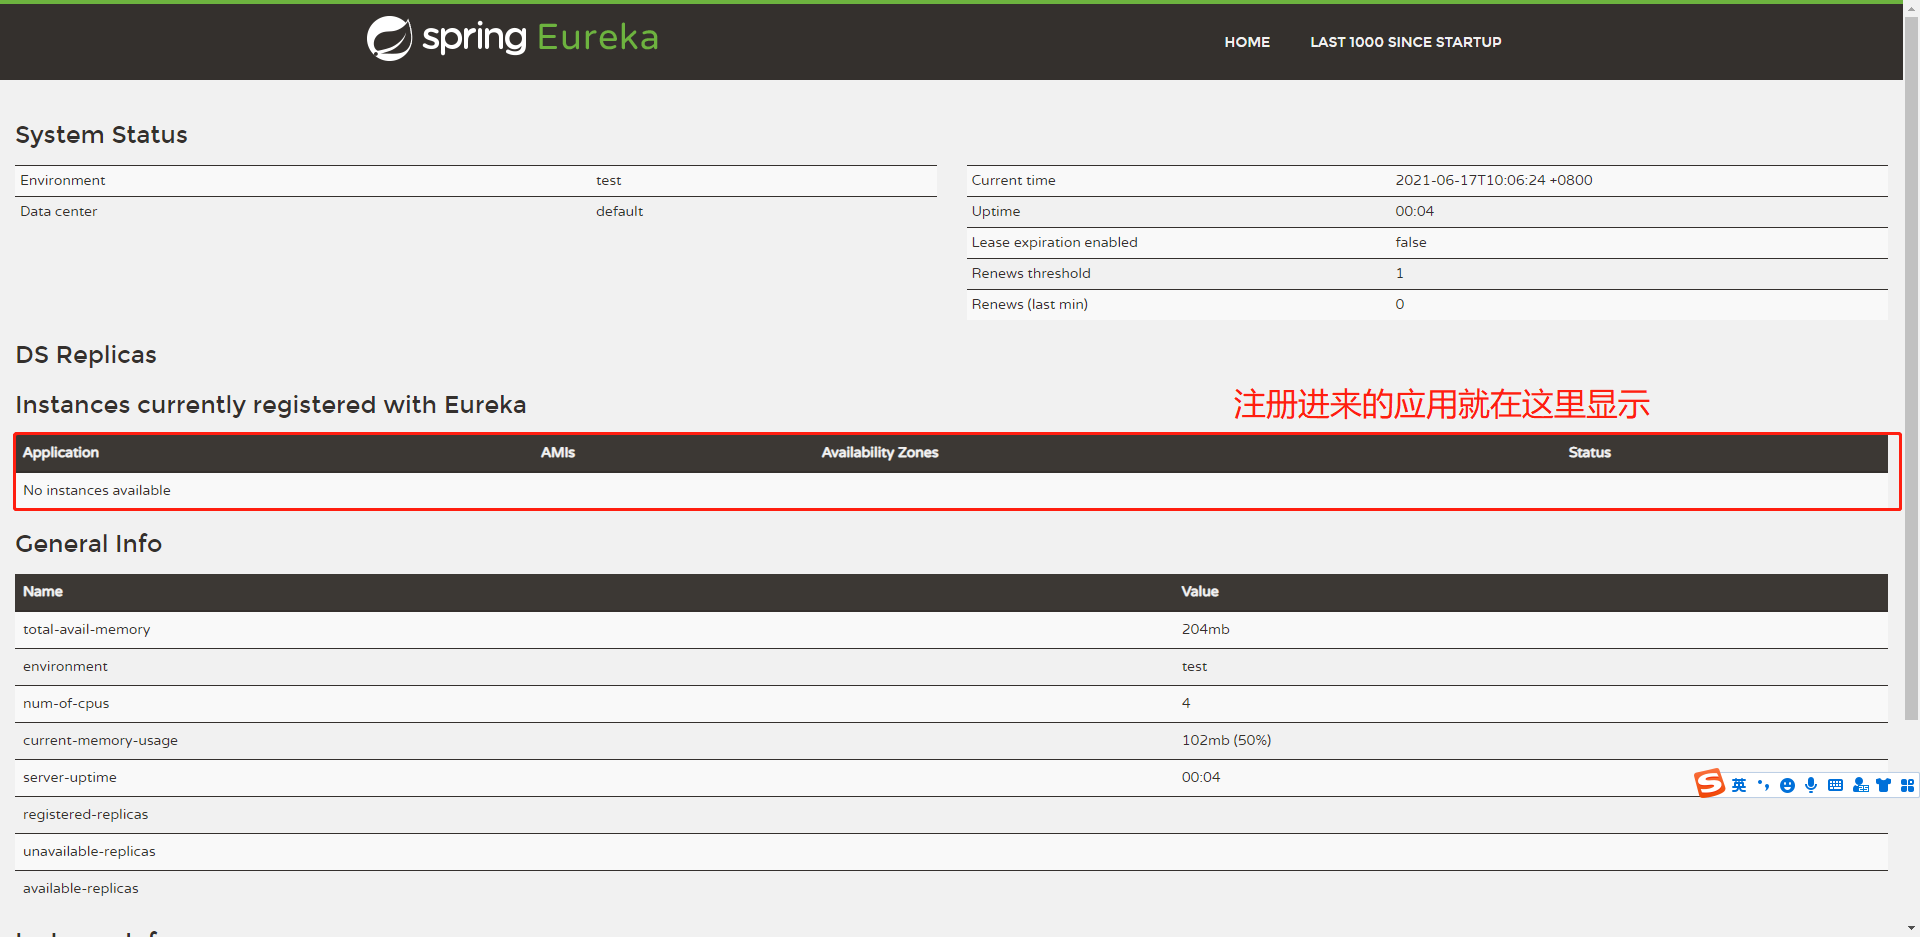 spring Eureka
HOME LAST 1000 SINCE STARTUP
System Status
Environment test
Data center default
Current time 2021-06-17T10:06:24 +0800
Uptime 00:04
Lease expiration enabled false
Renews threshold 1
Renews (last min) 0
DS Replicas
Instances currently registered with Eureka
注册进来的应用就在这里显示
Application AMIs Availability Zones Status
No instances available
General Info
Name Value
total-avail-memory 204mb
environment test
num-of-cpus 4
current-memory-usage 102mb (50%)
server-uptime 00:04
registered-replicas
unavailable-replicas
available-replicas
S 英